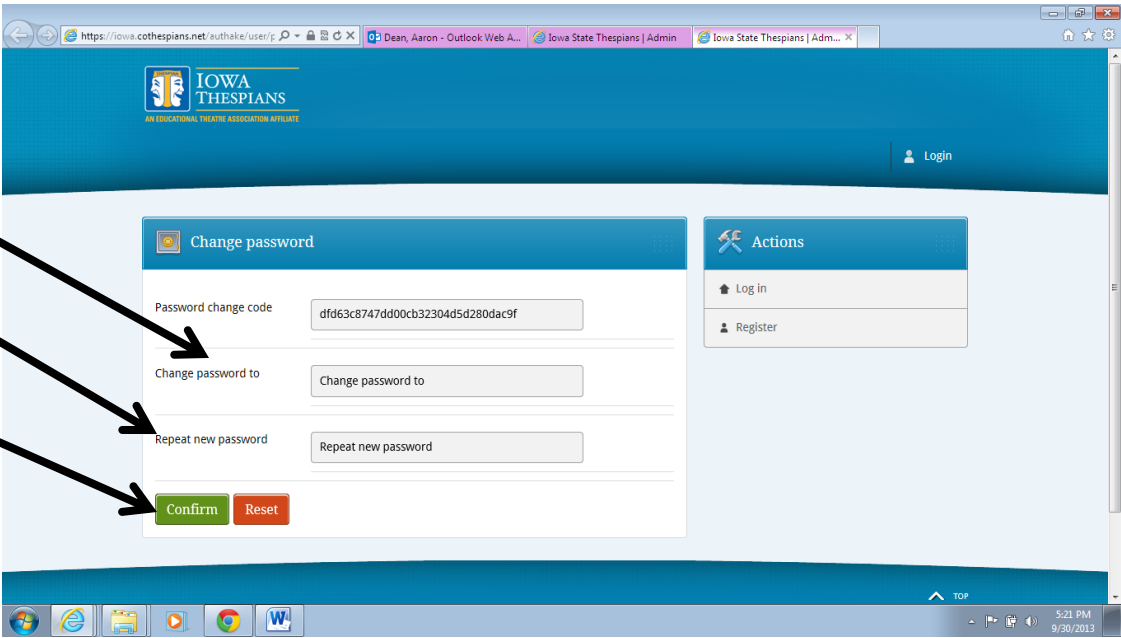 https://iowa.cothespians.net/authake/user/p
Dean, Aaron - Outlook Web A...
Iowa State Thespians | Admin
Iowa State Thespians | Adm...
IOWA
THESPIANS
AN EDUCATIONAL THEATRE ASSOCIATION AFFILIATE
Login
Change password
Actions
Log in
Register
Password change code
dfd63c8747dd00cb32304d5d280dac9f
Change password to
Change password to
Repeat new password
Repeat new password
Confirm
Reset
TOP
5:21 PM
9/30/2013